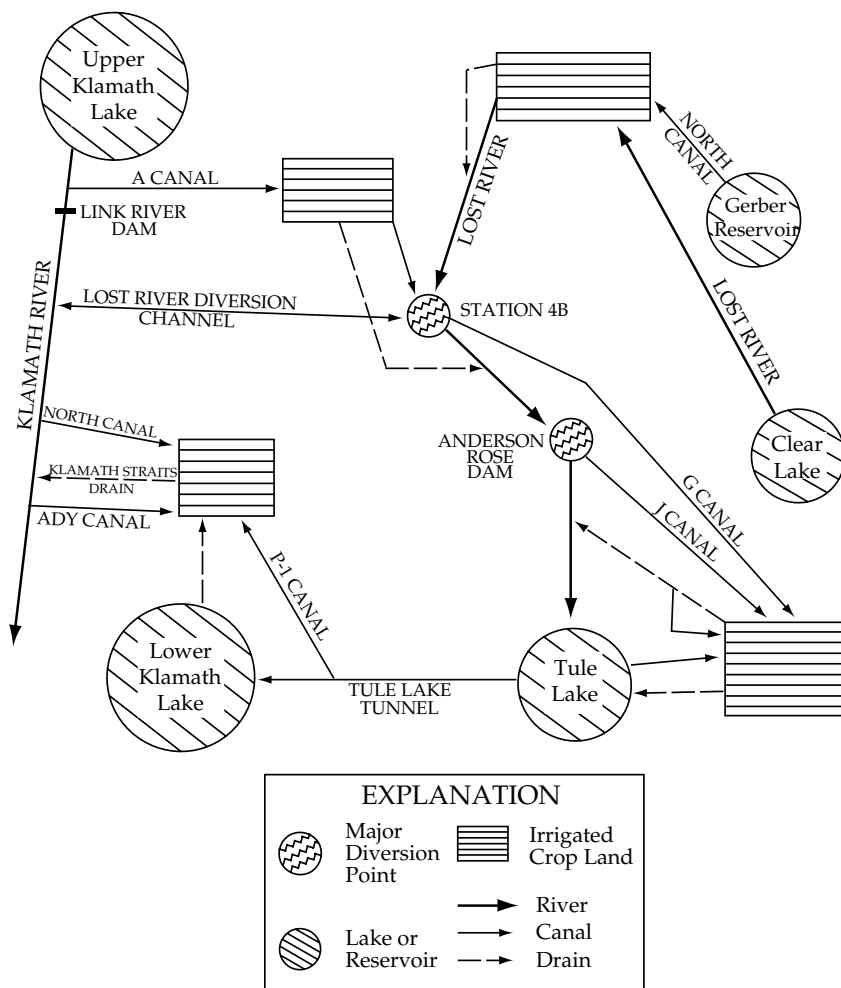 Upper
Klamath
Lake
A CANAL
LINK RIVER
DAM
LOST RIVER
NORTH
CANAL
Gerber
Reservoir
LOST RIVER DIVERSION
CHANNEL
STATION 4B
KLAMATH RIVER
LOST RIVER
NORTH CANAL
KLAMATH STRAITS
DRAIN
ADY CANAL
ANDERSON
ROSE
DAM
Clear
Lake
G CANAL
J CANAL
P-1 CANAL
Lower
Klamath
Lake
TULE LAKE
TUNNEL
Tule
Lake
EXPLANATION
Major
Diversion
Point
Irrigated
Crop Land
Lake or
Reservoir
River
Canal
Drain